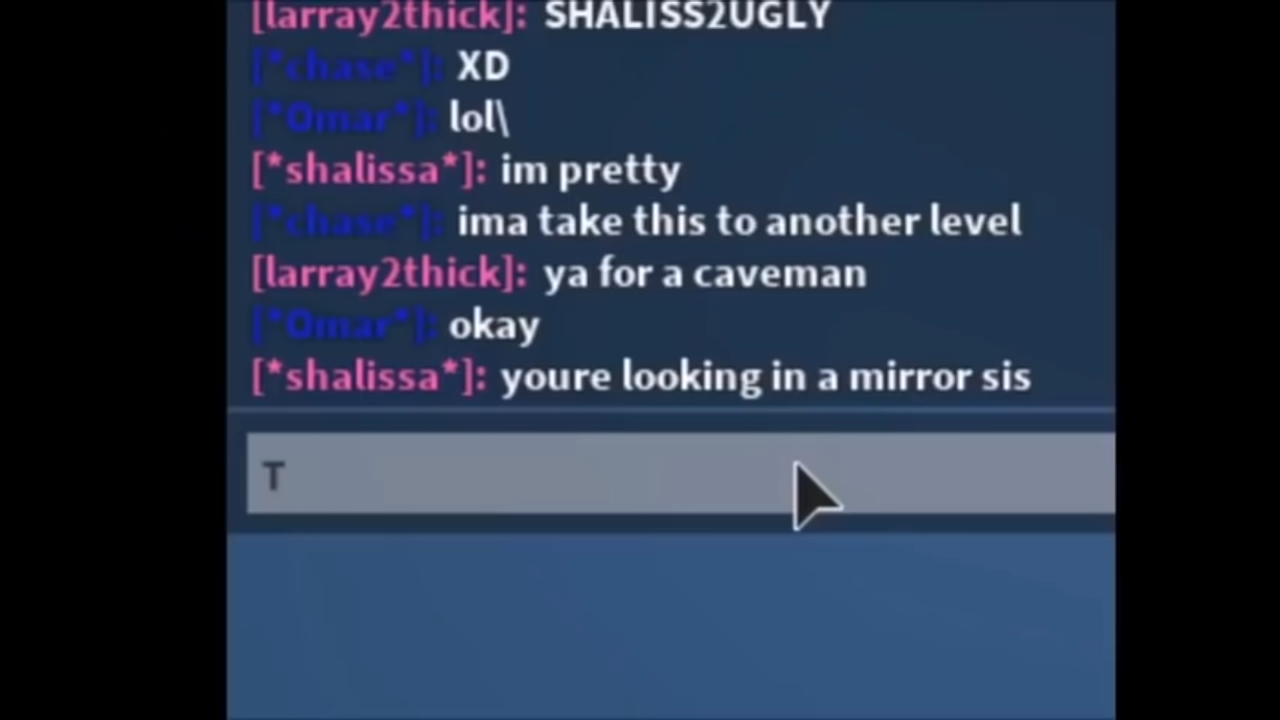 [larray2thick]: SHALISS2UGLY
[*chase*]: XD
[*Omar*]: lol\
[*shalissa*]: im pretty
[*chase*]: ima take this to another level
[larray2thick]: ya for a caveman
[*Omar*]: okay
[*shalissa*]: youre looking in a mirror sis
T